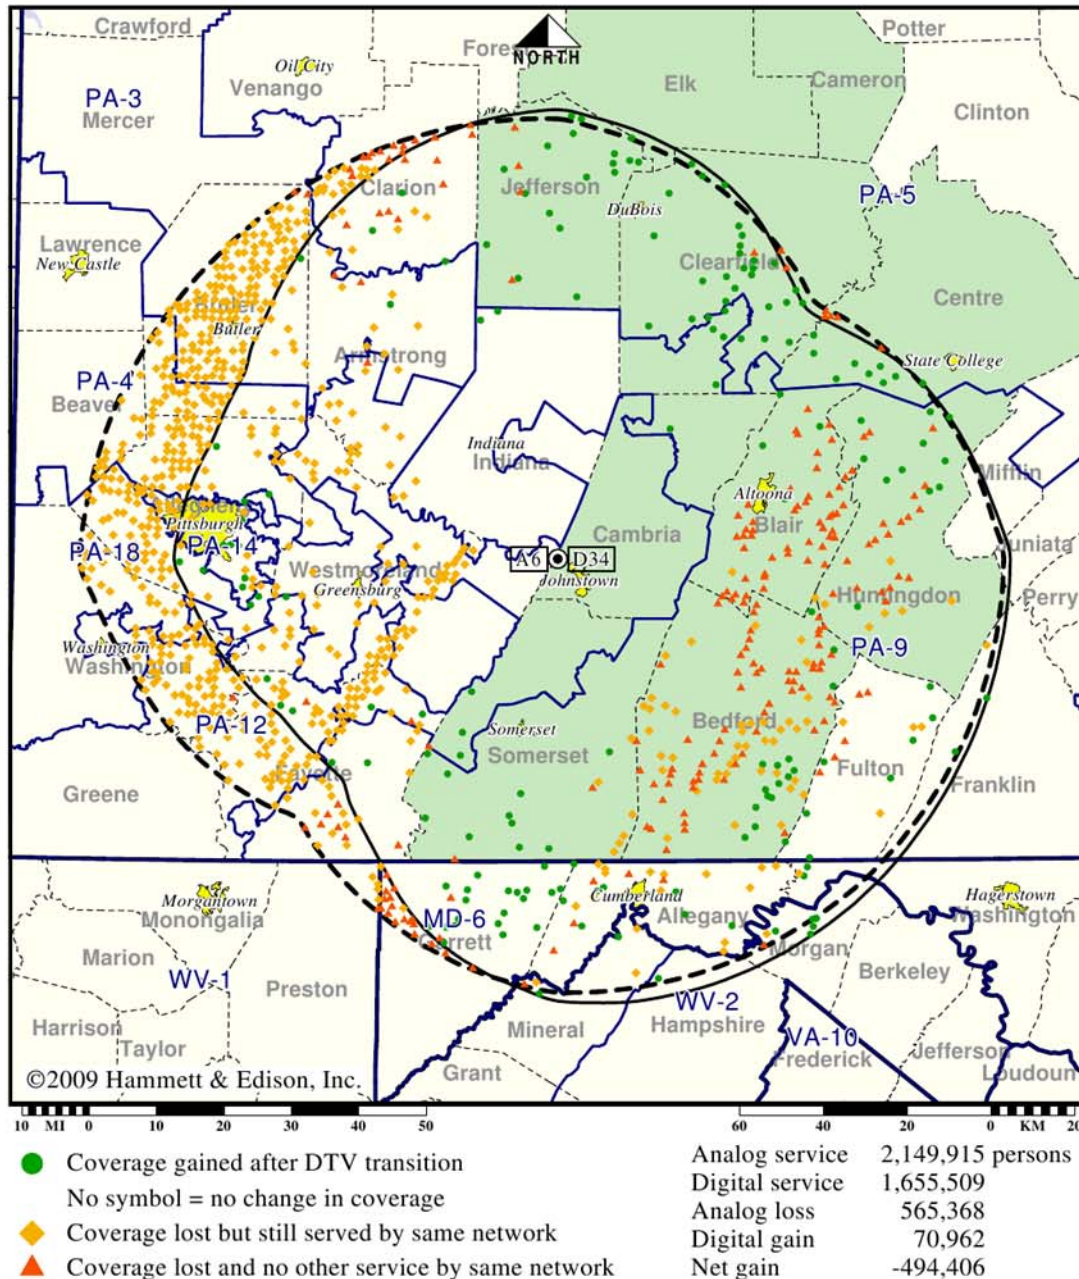 Crawford
Forest
Potter
NORTH
Oil City
Venango
Elk
Cameron
PA-3
Mercer
Clinton
Clarion
Jefferson
PA-5
DuBois
Lawrence
New Castle
Clearfield
Centre
Butler
Butler
Armstrong
State College
PA-4
Beaver
Indiana
Indiana
Mifflin
Altoona
Allegheny
Pittsburgh
Blair
Cambria
PA-18
PA-14
Juniata
A6
D34
Westmoreland
Johnstown
Greensburg
Huntingdon
Perry
Washington
Washington
PA-9
PA-12
Bedford
Somerset
Somerset
Fayette
Fulton
Greene
Franklin
Morgantown
Cumberland
Hagerstown
Monongalia
MD-6
Allegany
Washington
Garrett
Morgan
Marion
WV-1
Berkeley
Preston
WV-2
Harrison
Mineral
Hampshire
VA-10
Taylor
Frederick
Jefferson
Grant
Loudoun
©2009 Hammett & Edison, Inc.
10 MI 0 10 20 30 40 50
60 40 20 0 KM 20
Coverage gained after DTV transition
No symbol = no change in coverage
Coverage lost but still served by same network
Coverage lost and no other service by same network
Analog service 2,149,915 persons
Digital service 1,655,509
Analog loss 565,368
Digital gain 70,962
Net gain -494,406